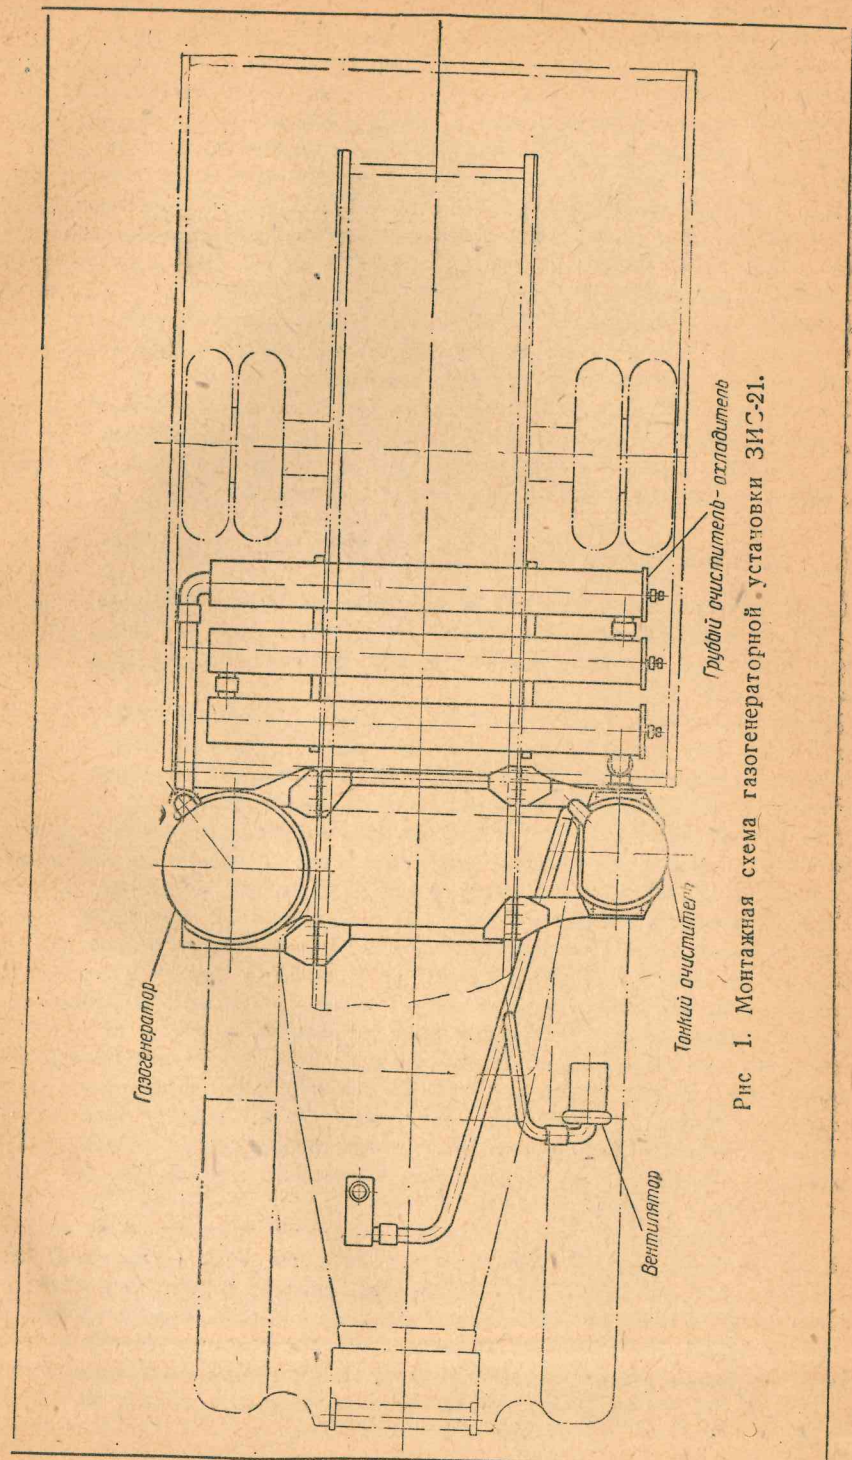 Газогенератор
Грубый очиститель-охладитель
Тонкий очиститель
Вентилятор
Рис 1. Монтажная схема газогенераторной установки ЗИС-21.